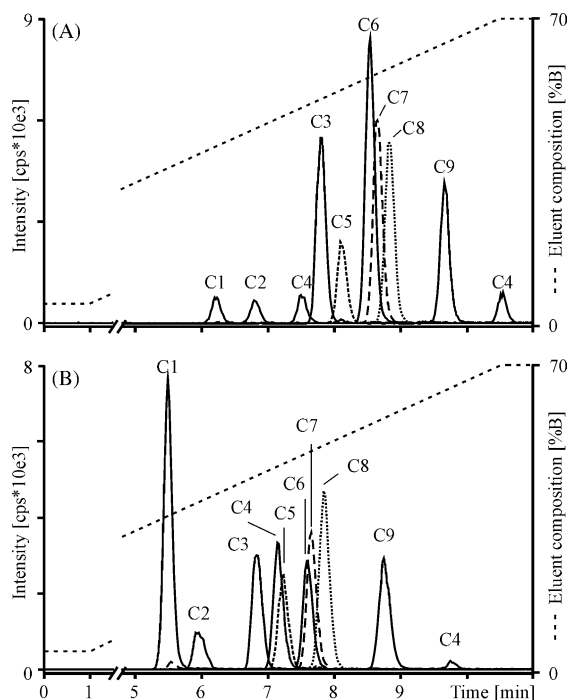 9 (A) C6 70
C7
C3 C8
C5 C9
C1 C2 C4 C4
0 0
Intensity [cps*10e3]
--- Eluent composition [%B]
8 (B) C1 70
C7
C6 C8
C4 C5
C3 C9
C2 C4
0 0
Intensity [cps*10e3]
--- Eluent composition [%B]
0 1 5 6 7 8 9 Time [min]